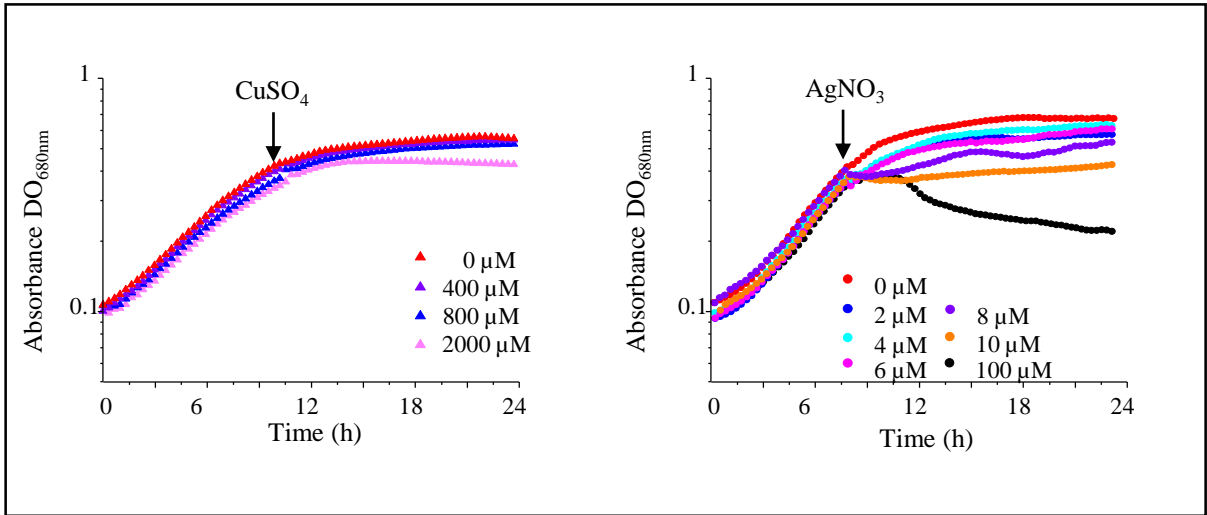 1
CuSO₄
Absorbance DO₆₈₀ₙₘ
0.1
0 µM
400 µM
800 µM
2000 µM
0 6 12 18 24
Time (h)
1
AgNO₃
Absorbance DO₆₈₀ₙₘ
0.1
0 µM
2 µM 8 µM
4 µM 10 µM
6 µM 100 µM
0 6 12 18 24
Time (h)